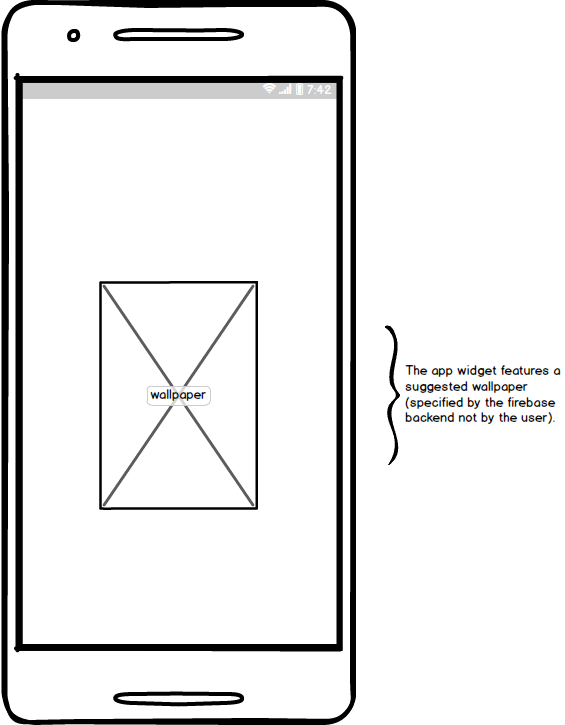 7:42
wallpaper
The app widget features a
suggested wallpaper
(specified by the firebase
backend not by the user).